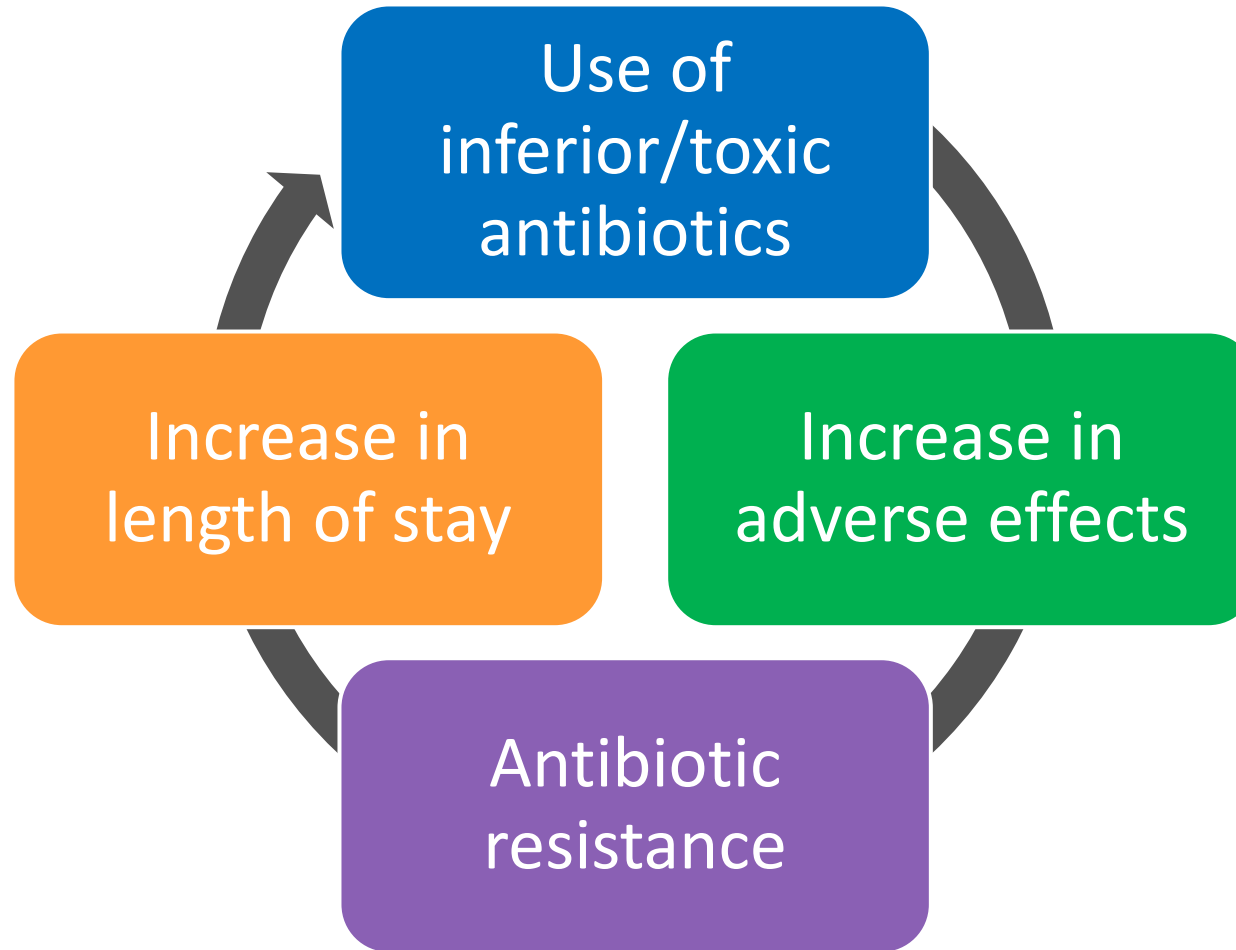 Use of
inferior/toxic
antibiotics
Increase in
adverse effects
Antibiotic
resistance
Increase in
length of stay